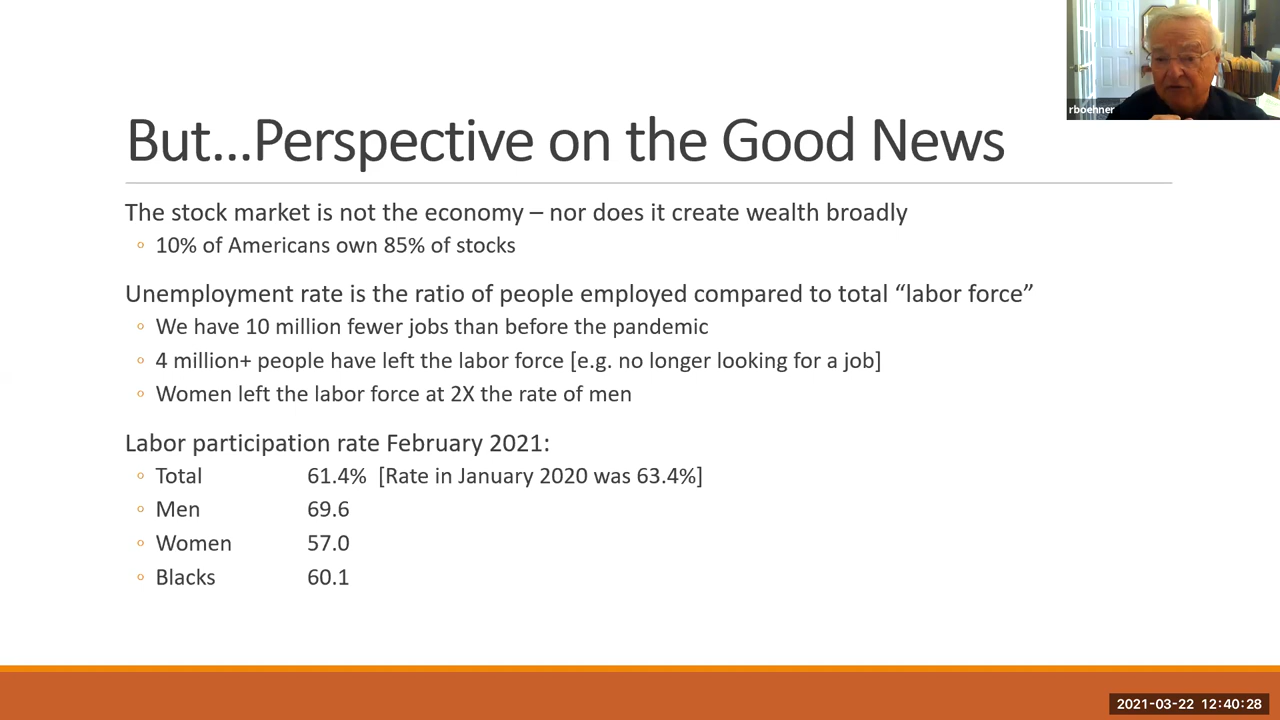 rboehner
But...Perspective on the Good News
The stock market is not the economy – nor does it create wealth broadly
◦ 10% of Americans own 85% of stocks
Unemployment rate is the ratio of people employed compared to total “labor force”
◦ We have 10 million fewer jobs than before the pandemic
◦ 4 million+ people have left the labor force [e.g. no longer looking for a job]
◦ Women left the labor force at 2X the rate of men
Labor participation rate February 2021:
◦ Total 61.4% [Rate in January 2020 was 63.4%]
◦ Men 69.6
◦ Women 57.0
◦ Blacks 60.1
2021-03-22 12:40:28